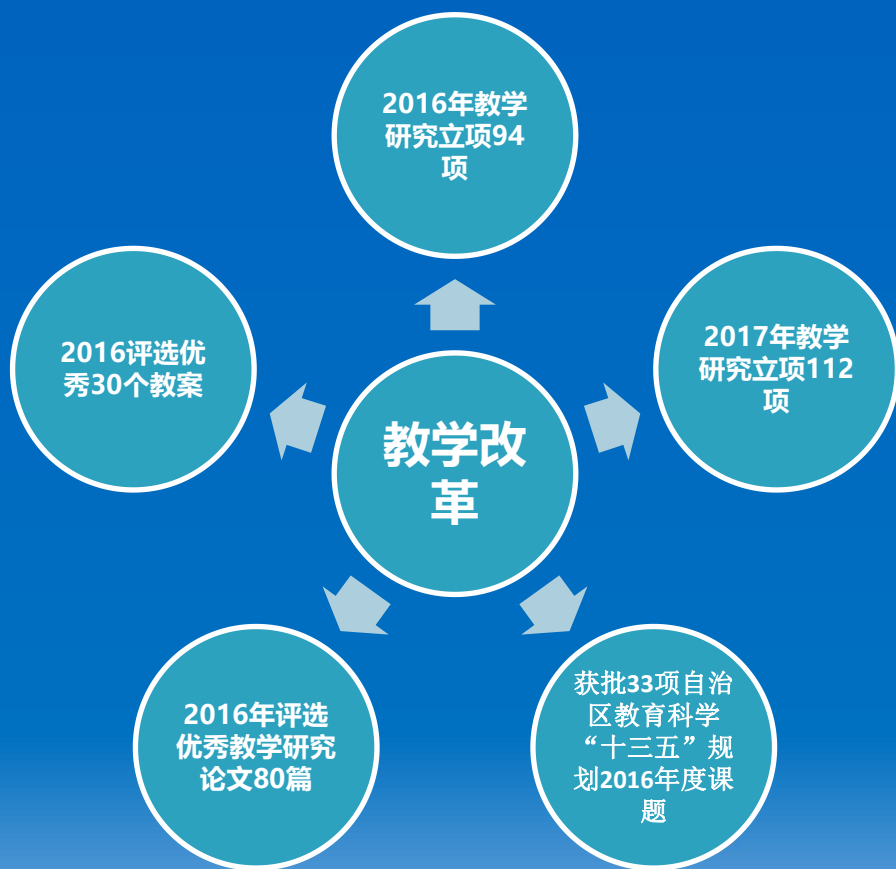 2016年教学
研究立项94
项
2016评选优
秀30个教案
2017年教学
研究立项112
项
教学改
革
2016年评选
优秀教学研究
论文80篇
获批33项自治
区教育科学
“十三五”规
划2016年度课
题